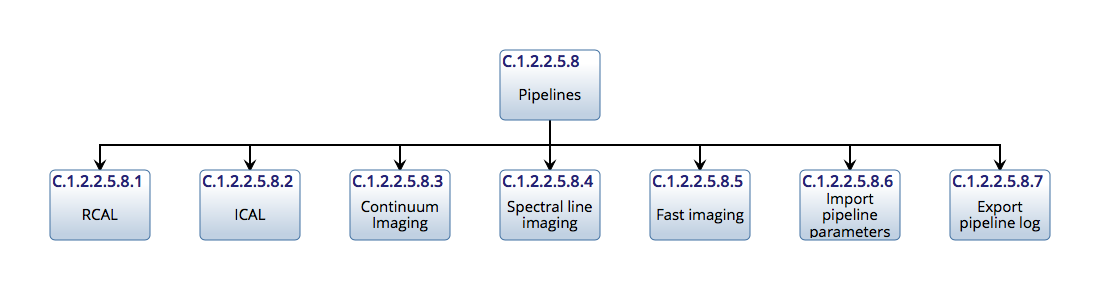 C.1.2.2.5.8
Pipelines
C.1.2.2.5.8.1
RCAL
C.1.2.2.5.8.2
ICAL
C.1.2.2.5.8.3
Continuum
Imaging
C.1.2.2.5.8.4
Spectral line
imaging
C.1.2.2.5.8.5
Fast imaging
C.1.2.2.5.8.6
Import
pipeline
parameters
C.1.2.2.5.8.7
Export
pipeline log